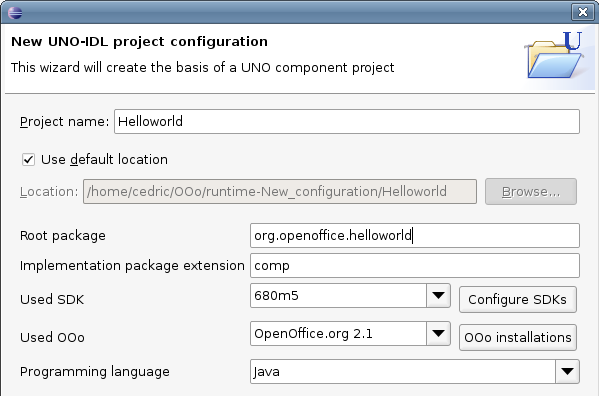 New UNO-IDL project configuration
This wizard will create the basis of a UNO component project
U
Project name: Helloworld
Use default location
Location: /home/cedric/OOo/runtime-New_configuration/Helloworld Browse...
Root package org.openoffice.helloworld
Implementation package extension comp
Used SDK 680m5 Configure SDKs
Used OOo OpenOffice.org 2.1 OOo installations
Programming language Java